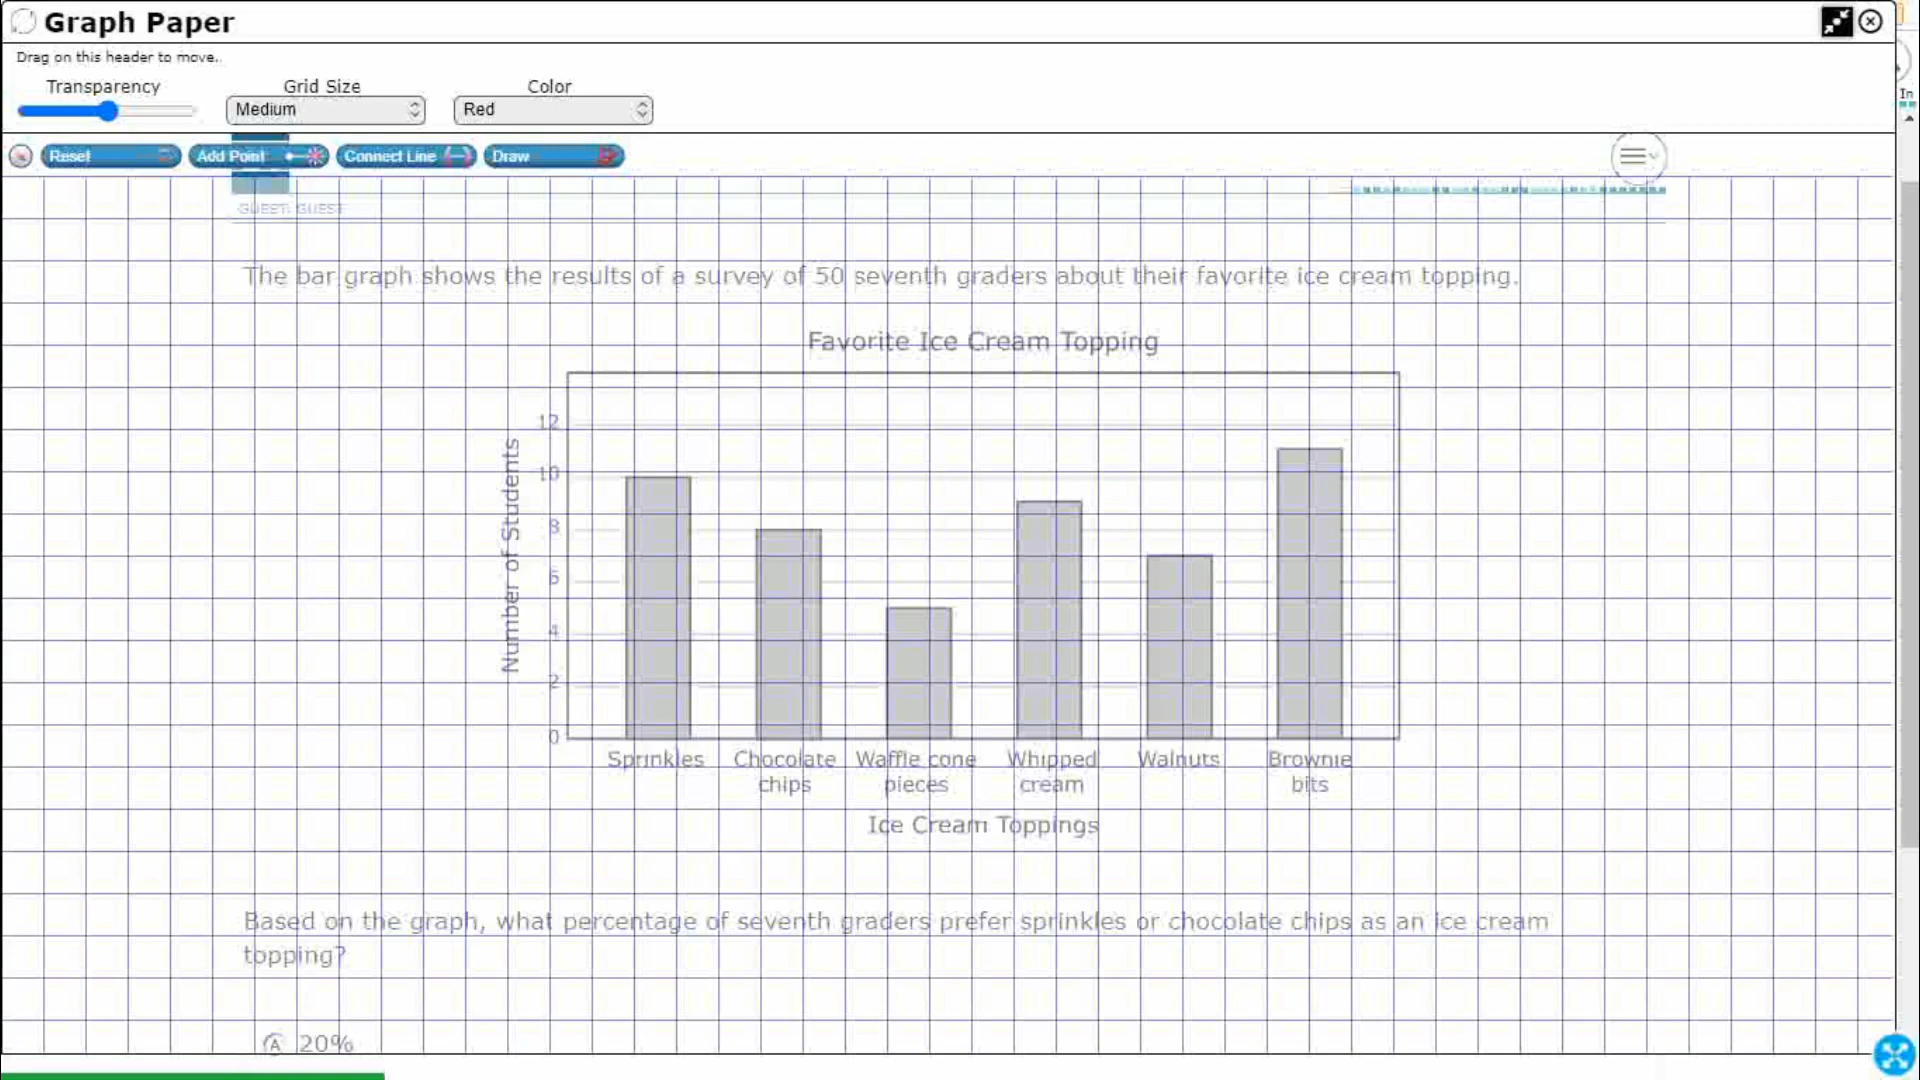 Graph Paper
Drag on this header to move..
Transparency
Grid Size
Color
Medium
Red
In
Reset
Add Point
Connect Line
Draw
GUEST: GUEST
The bar graph shows the results of a survey of 50 seventh graders about their favorite ice cream topping.
Favorite Ice Cream Topping
Number of Students
12
10
8
6
4
2
0
Sprinkles
Chocolate
chips
Waffle cone
pieces
Whipped
cream
Walnuts
Brownie
bits
Ice Cream Toppings
Based on the graph, what percentage of seventh graders prefer sprinkles or chocolate chips as an ice cream
topping?
A 20%